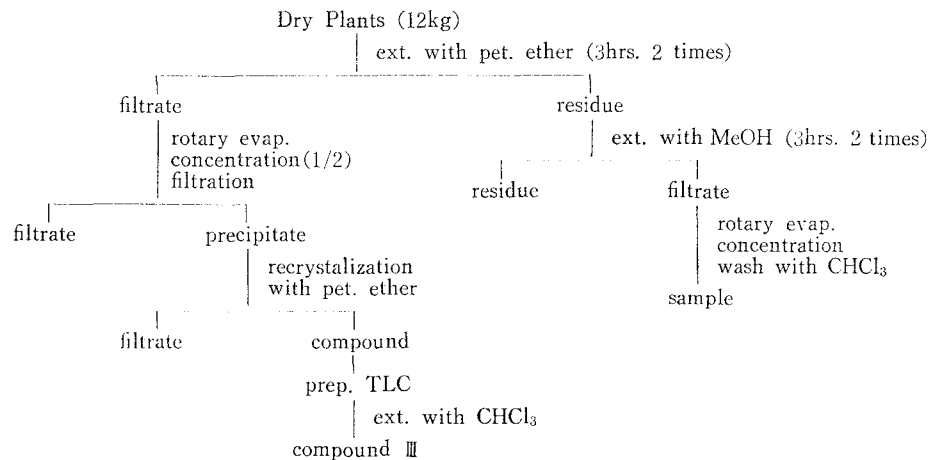 Dry Plants (12kg)
ext. with pet. ether (3hrs. 2 times)
filtrate
residue
rotary evap.
concentration(1/2)
filtration
ext. with MeOH (3hrs. 2 times)
residue
filtrate
filtrate
precipitate
rotary evap.
concentration
wash with CHCl₃
recrystalization
with pet. ether
sample
filtrate
compound
prep. TLC
ext. with CHCl₃
compound Ⅲ